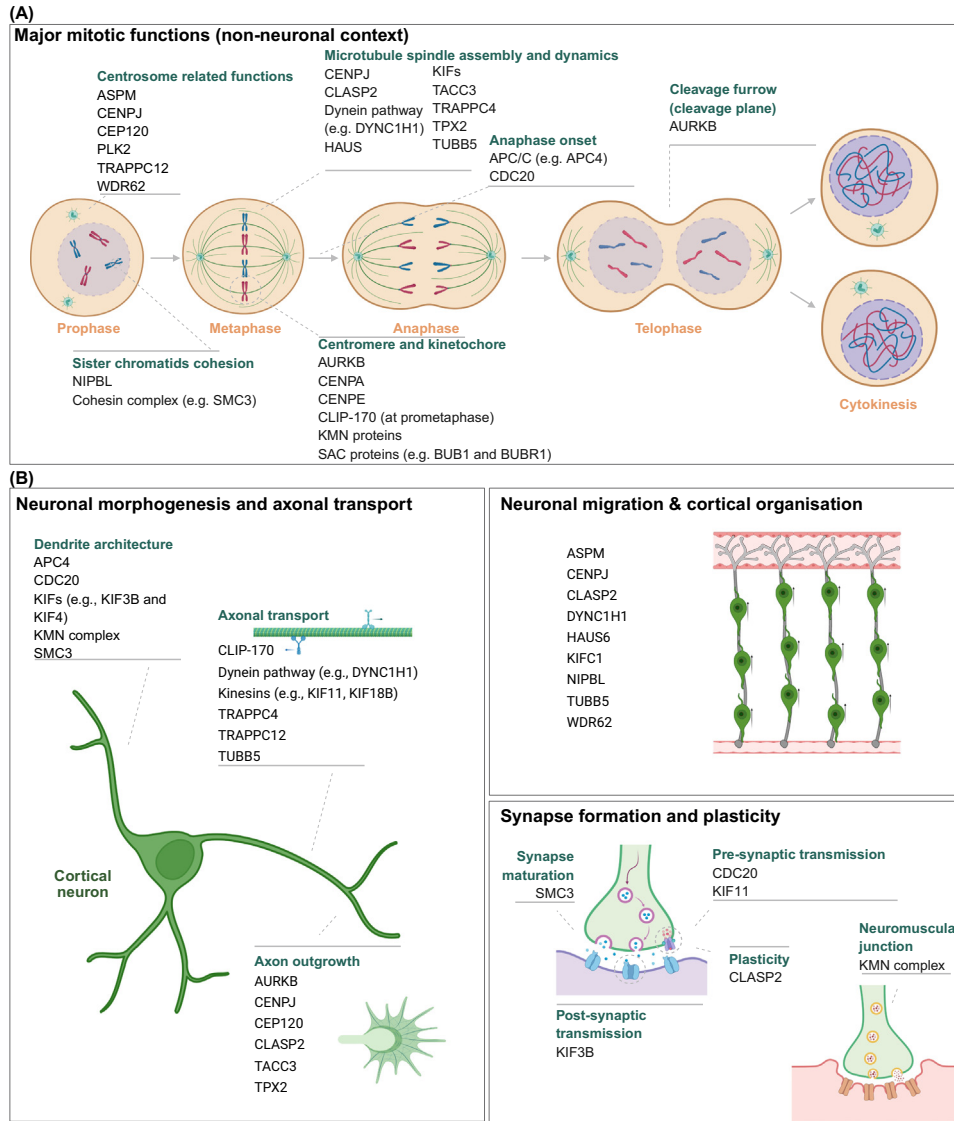 (A)
Major mitotic functions (non-neuronal context)
Centrosome related functions
ASPM
CENPJ
CEP120
PLK2
TRAPPC12
WDR62
Microtubule spindle assembly and dynamics
CENPJ
CLASP2
Dynein pathway
(e.g. DYNC1H1)
HAUS
KIFs
TACC3
TRAPPC4
TPX2
TUBB5
Anaphase onset
APC/C (e.g. APC4)
CDC20
Cleavage furrow
(cleavage plane)
AURKB
Prophase
Metaphase
Anaphase
Telophase
Cytokinesis
Sister chromatids cohesion
NIPBL
Cohesin complex (e.g. SMC3)
Centromere and kinetochore
AURKB
CENPA
CENPE
CLIP-170 (at prometaphase)
KMN proteins
SAC proteins (e.g. BUB1 and BUBR1)
(B)
Neuronal morphogenesis and axonal transport
Dendrite architecture
APC4
CDC20
KIFs (e.g., KIF3B and
KIF4)
KMN complex
SMC3
Axonal transport
CLIP-170
Dynein pathway (e.g., DYNC1H1)
Kinesins (e.g., KIF11, KIF18B)
TRAPPC4
TRAPPC12
TUBB5
Cortical
neuron
Axon outgrowth
AURKB
CENPJ
CEP120
CLASP2
TACC3
TPX2
Neuronal migration & cortical organisation
ASPM
CENPJ
CLASP2
DYNC1H1
HAUS6
KIFC1
NIPBL
TUBB5
WDR62
Synapse formation and plasticity
Synapse
maturation
SMC3
Pre-synaptic transmission
CDC20
KIF11
Plasticity
CLASP2
Post-synaptic
transmission
KIF3B
Neuromuscular
junction
KMN complex